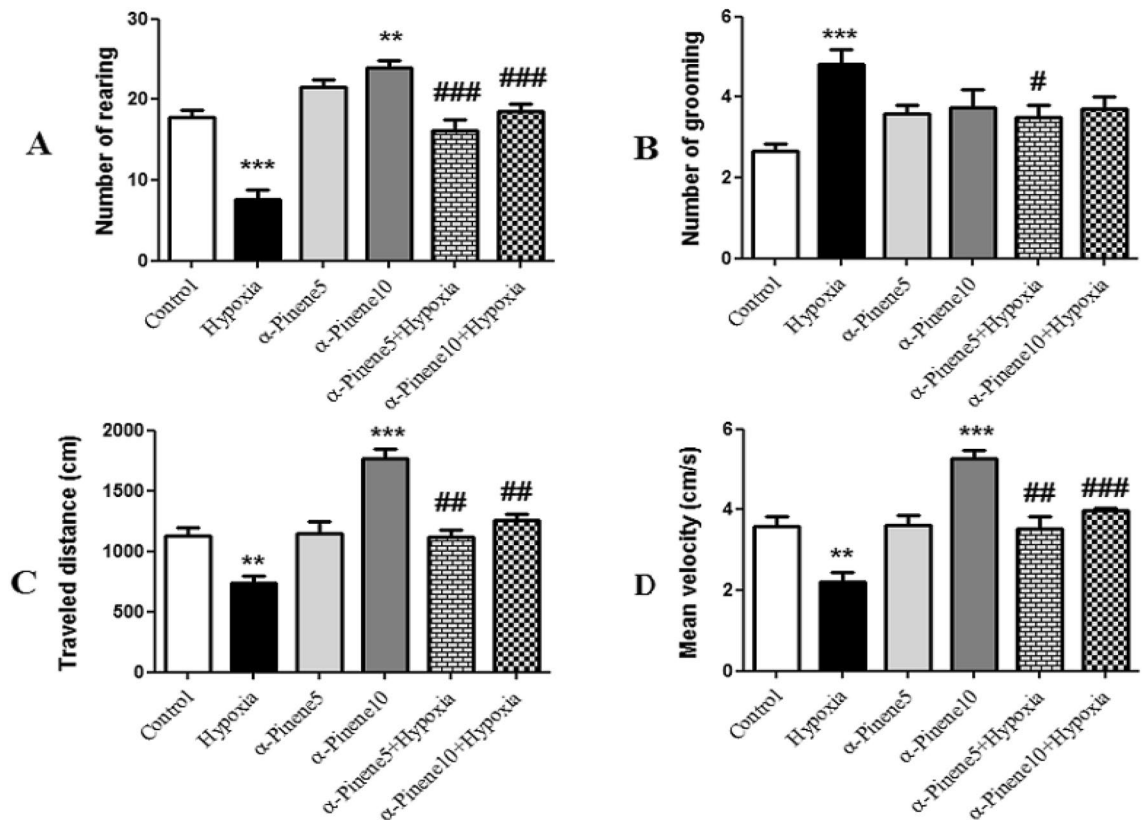 A
Number of rearing
30
20
10
0
***
**
###
###
Control
Hypoxia
α-Pinene5
α-Pinene10
α-Pinene5+Hypoxia
α-Pinene10+Hypoxia
B
Number of grooming
6
4
2
0
***
#
Control
Hypoxia
α-Pinene5
α-Pinene10
α-Pinene5+Hypoxia
α-Pinene10+Hypoxia
C
Traveled distance (cm)
2000
1500
1000
500
0
**
***
##
##
Control
Hypoxia
α-Pinene5
α-Pinene10
α-Pinene5+Hypoxia
α-Pinene10+Hypoxia
D
Mean velocity (cm/s)
6
4
2
0
**
***
##
###
Control
Hypoxia
α-Pinene5
α-Pinene10
α-Pinene5+Hypoxia
α-Pinene10+Hypoxia